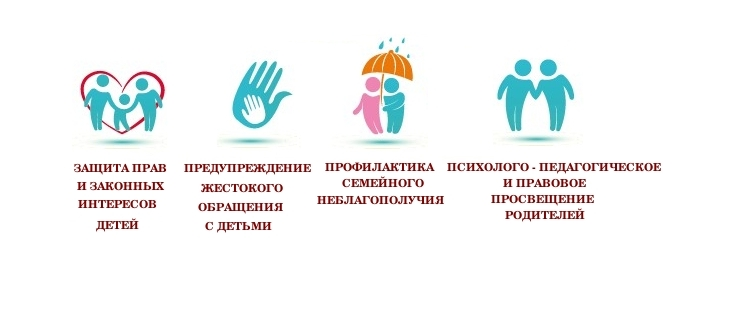 ЗАЩИТА ПРАВ
И ЗАКОННЫХ
ИНТЕРЕСОВ
ДЕТЕЙ
ПРЕДУПРЕЖДЕНИЕ
ЖЕСТОКОГО
ОБРАЩЕНИЯ
С ДЕТЬМИ
ПРОФИЛАКТИКА
СЕМЕЙНОГО
НЕБЛАГОПОЛУЧИЯ
ПСИХОЛОГО - ПЕДАГОГИЧЕСКОЕ
И ПРАВОВОЕ
ПРОСВЕЩЕНИЕ
РОДИТЕЛЕЙ